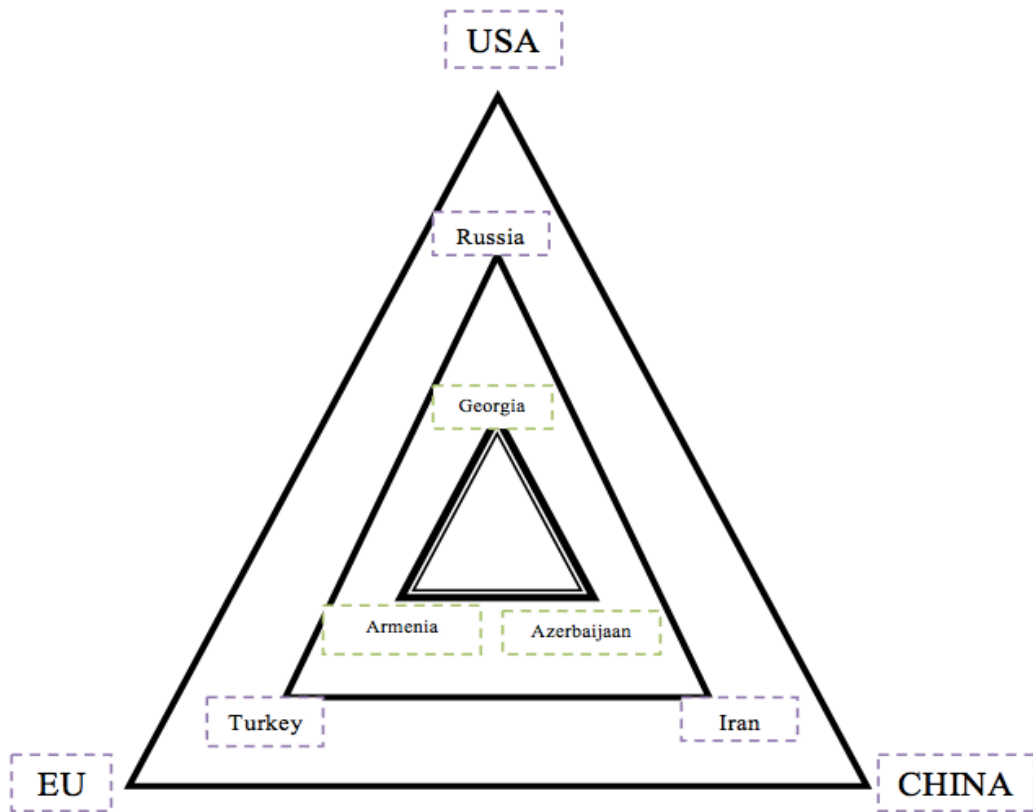 USA
Russia
Georgia
Armenia
Azerbaijaan
Turkey
Iran
EU
CHINA